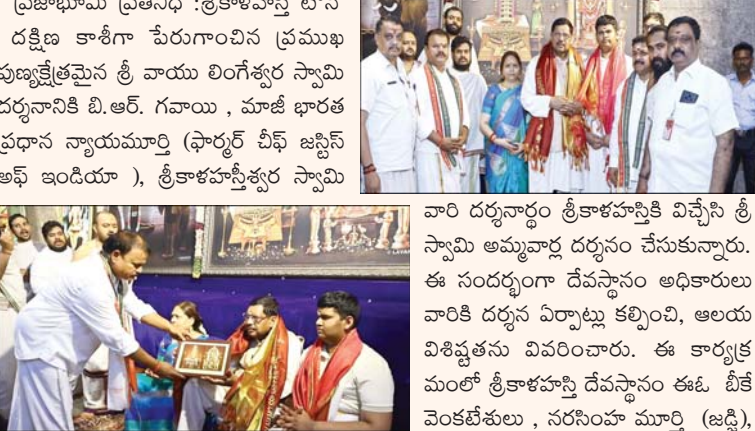 ప్రజాభూమి ప్రతినిధి :శ్రీకాళహస్తి టౌన్
దక్షిణ కాశీగా పేరుగాంచిన ప్రముఖ
పుణ్యక్షేత్రమైన శ్రీ వాయు లింగేశ్వర స్వామి
దర్శనానికి బి.ఆర్. గవాయి , మాజీ భారత
ప్రధాన న్యాయమూర్తి (ఫార్మర్ చీఫ్ జస్టిస్
అఫ్ ఇండియా ), శ్రీకాళహస్తీశ్వర స్వామి
వారి దర్శనార్థం శ్రీకాళహస్తికి విచ్చేసి శ్రీ
స్వామి అమ్మవార్ల దర్శనం చేసుకున్నారు.
ఈ సందర్భంగా దేవస్థానం అధికారులు
వారికి దర్శన ఏర్పాట్లు కల్పించి, ఆలయ
విశిష్టతను వివరించారు. ఈ కార్యక్ర
మంలో శ్రీకాళహస్తి దేవస్థానం ఈఓ బీకే
వెంకటేశులు , నరసింహ మూర్తి (జడ్జి),